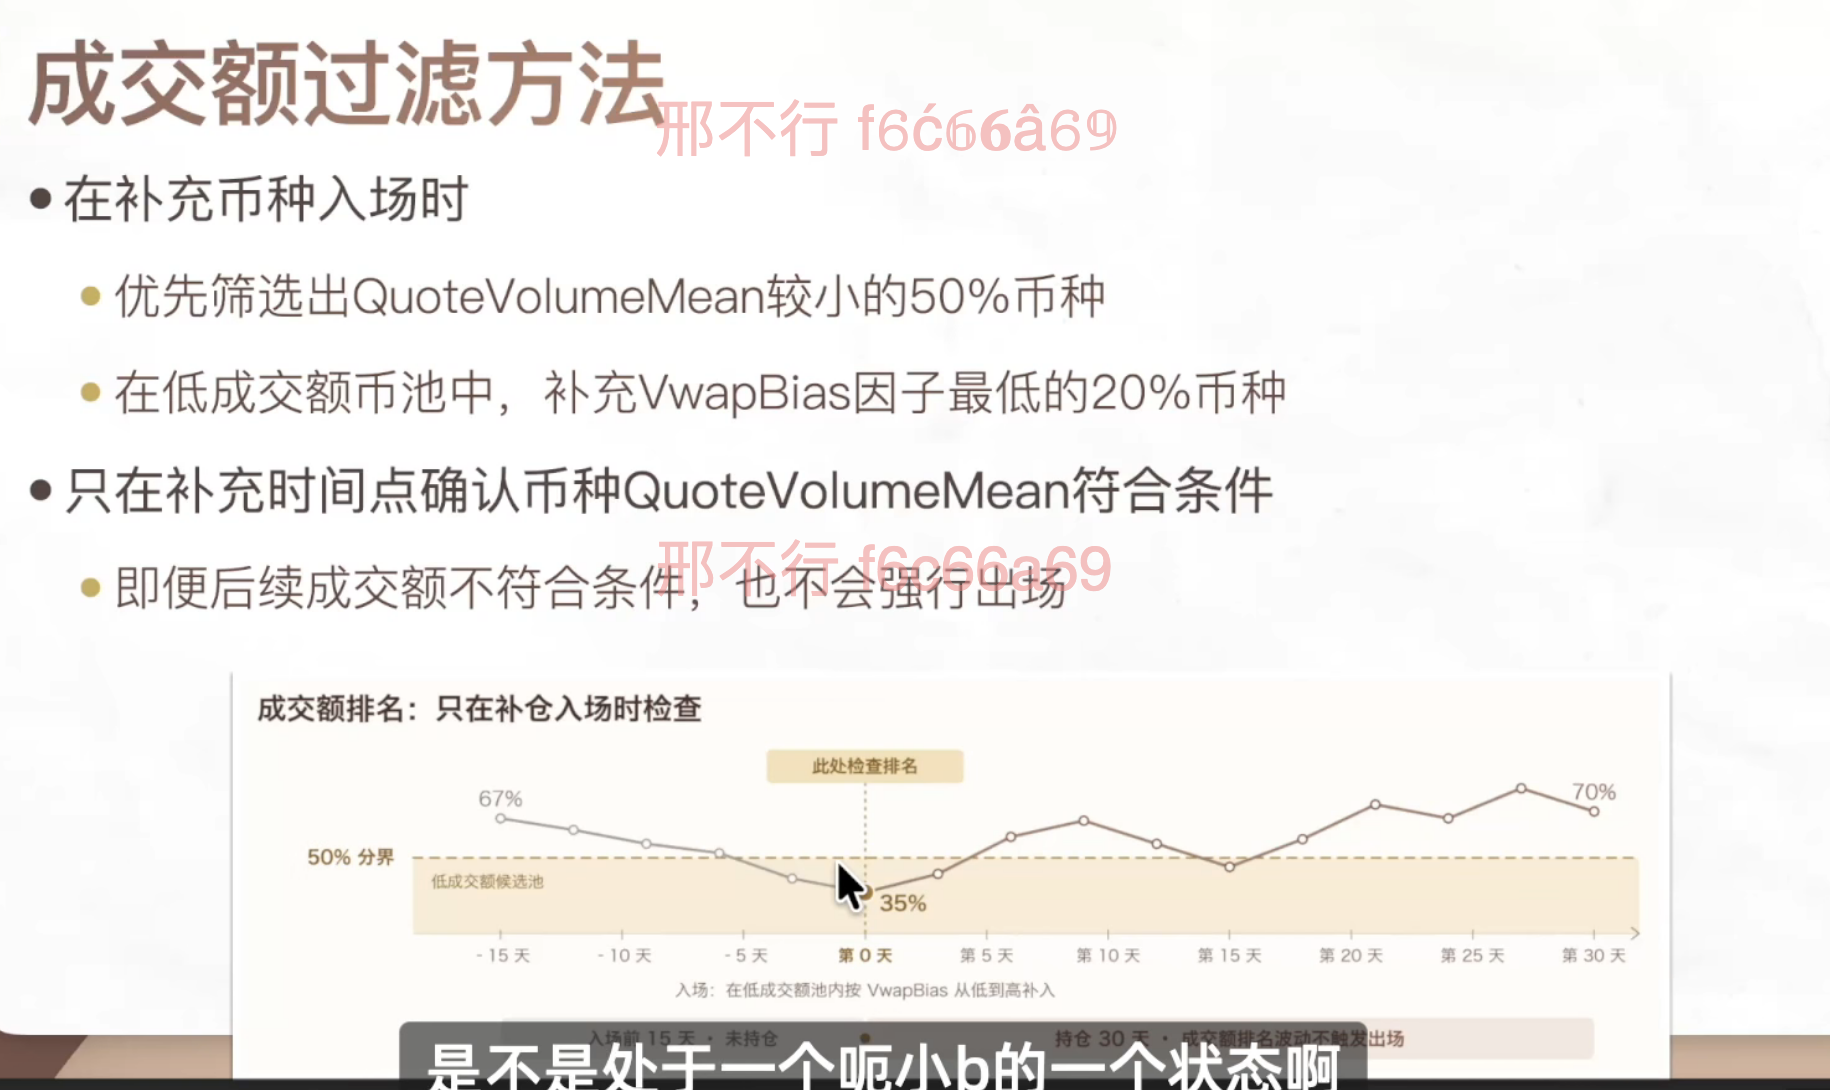 成交额过滤方法
邢不行 f6c66a69
在补充币种入场时
优先筛选出QuoteVolumeMean较小的50%币种
在低成交额币池中，补充VwapBias因子最低的20%币种
只在补充时间点确认币种QuoteVolumeMean符合条件
邢不行 f6c66a69
即便后续成交额不符合条件，也不会强行出场
成交额排名：只在补仓入场时检查
此处检查排名
67%
70%
50% 分界
低成交额候选池
35%
- 15 天 - 10 天 - 5 天 第 0 天 第 5 天 第 10 天 第 15 天 第 20 天 第 25 天 第 30 天
入场：在低成交额池内按 VwapBias 从低到高补入
入场前 15 天 · 未持仓
持仓 30 天 · 成交额排名波动不触发出场
是不是处于一个呃小b的一个状态啊